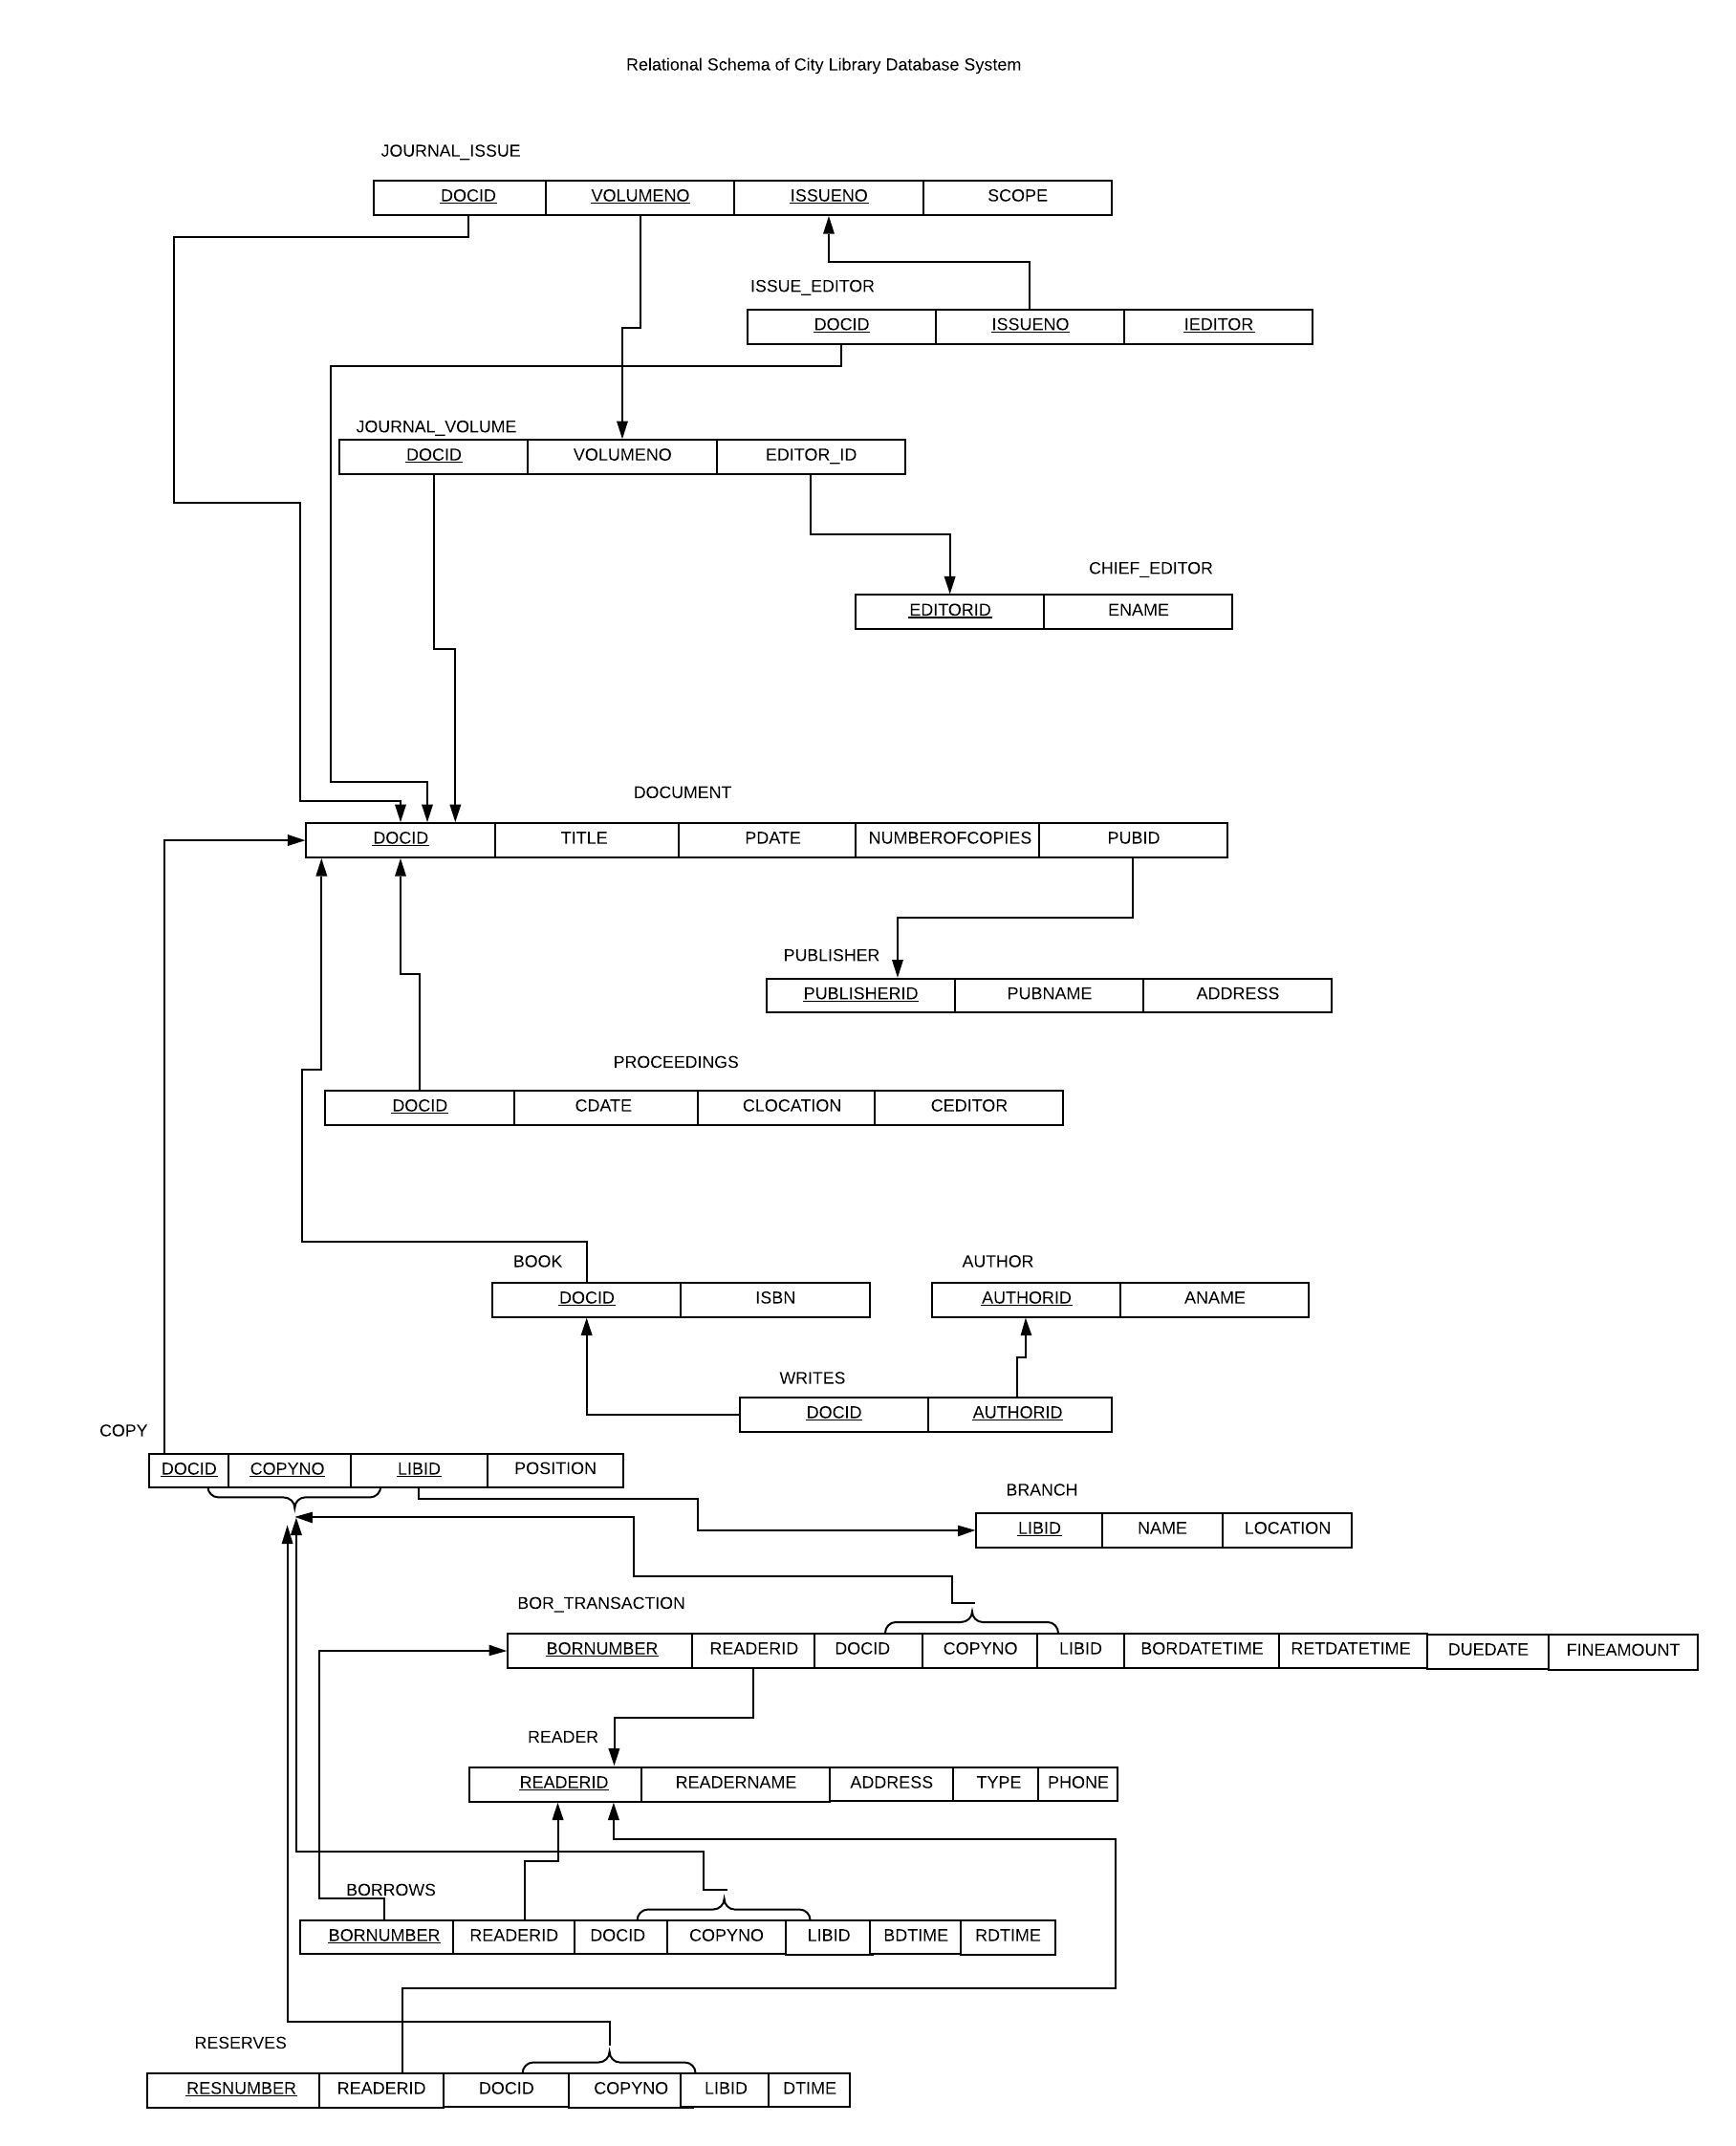 Relational Schema of City Library Database System
JOURNAL_ISSUE
DOCID VOLUMENO ISSUENO SCOPE
ISSUE_EDITOR
DOCID ISSUENO IEDITOR
JOURNAL_VOLUME
DOCID VOLUMENO EDITOR_ID
CHIEF_EDITOR
EDITORID ENAME
DOCUMENT
DOCID TITLE PDATE NUMBEROFCOPIES PUBID
PUBLISHER
PUBLISHERID PUBNAME ADDRESS
PROCEEDINGS
DOCID CDATE CLOCATION CEDITOR
BOOK
DOCID ISBN
AUTHOR
AUTHORID ANAME
WRITES
DOCID AUTHORID
COPY
DOCID COPYNO LIBID POSITION
BRANCH
LIBID NAME LOCATION
BOR_TRANSACTION
BORNUMBER READERID DOCID COPYNO LIBID BORDATETIME RETDATETIME DUEDATE FINEAMOUNT
READER
READERID READERNAME ADDRESS TYPE PHONE
BORROWS
BORNUMBER READERID DOCID COPYNO LIBID BDTIME RDTIME
RESERVES
RESNUMBER READERID DOCID COPYNO LIBID DTIME